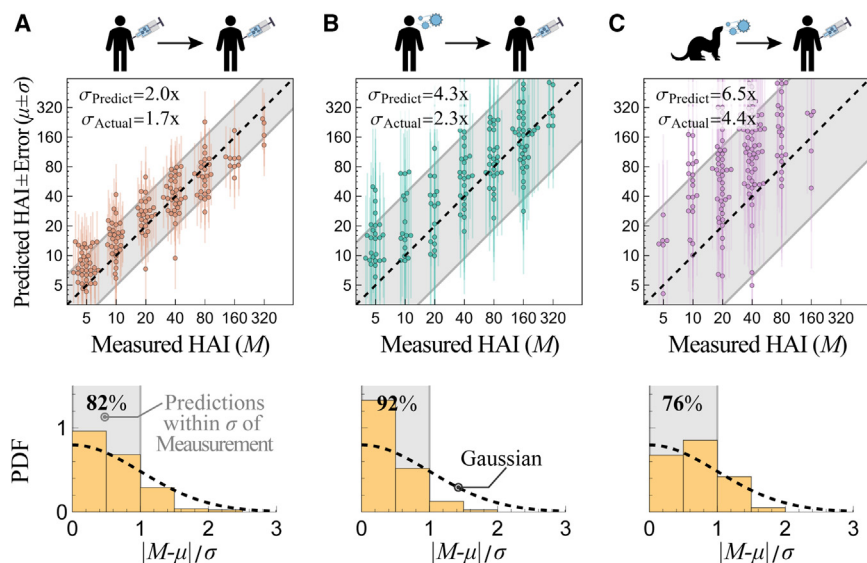 A
B
C
σPredict=2.0x
σActual=1.7x
σPredict=4.3x
σActual=2.3x
σPredict=6.5x
σActual=4.4x
Predicted HAI±Error (μ±σ)
320
160
80
40
20
10
5
5 10 20 40 80 160 320
5 10 20 40 80 160 320
5 10 20 40 80 160 320
Measured HAI (M)
Measured HAI (M)
Measured HAI (M)
82%
Predictions
within σ of
Meausurement
92%
Gaussian
76%
PDF
1
0
0 1 2 3
0 1 2 3
0 1 2 3
|M-μ|/σ
|M-μ|/σ
|M-μ|/σ